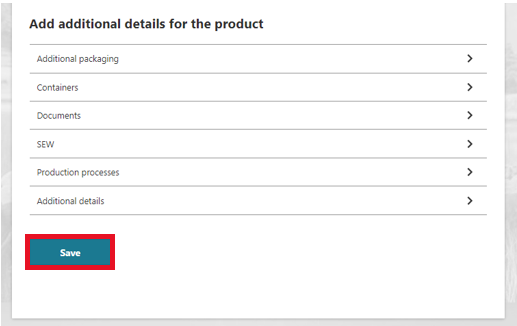 Add additional details for the product
Additional packaging
Containers
Documents
SEW
Production processes
Additional details
Save